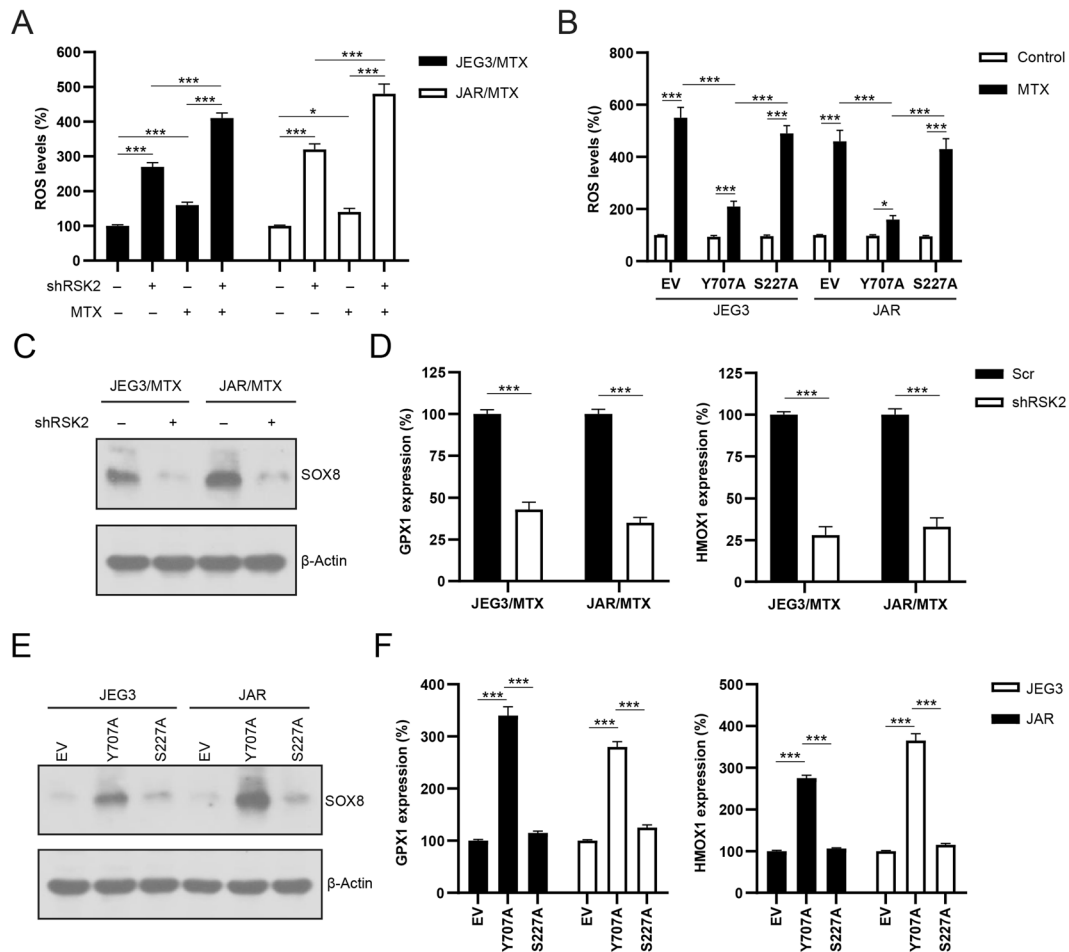 A
ROS levels (%)
600
500
400
300
200
100
0
***
***
***
***
***
*
***
***
***
***
JEG3/MTX
JAR/MTX
shRSK2 – + – + – + – +
MTX – – + + – – + +
B
ROS levels (%()
800
600
400
200
0
***
***
***
***
***
***
***
*
***
***
Control
MTX
EV Y707A S227A EV Y707A S227A
JEG3 JAR
C
JEG3/MTX JAR/MTX
shRSK2 – + – +
SOX8
β-Actin
D
GPX1 expression (%)
125
100
75
50
25
0
*** ***
JEG3/MTX JAR/MTX
HMOX1 expression (%)
125
100
75
50
25
0
*** ***
JEG3/MTX JAR/MTX
Scr
shRSK2
E
JEG3 JAR
EV Y707A S227A EV Y707A S227A
SOX8
β-Actin
F
GPX1 expression (%)
400
300
200
100
0
*** *** *** ***
EV Y707A S227A EV Y707A S227A
HMOX1 expression (%)
500
400
300
200
100
0
*** *** *** ***
EV Y707A S227A EV Y707A S227A
JEG3
JAR